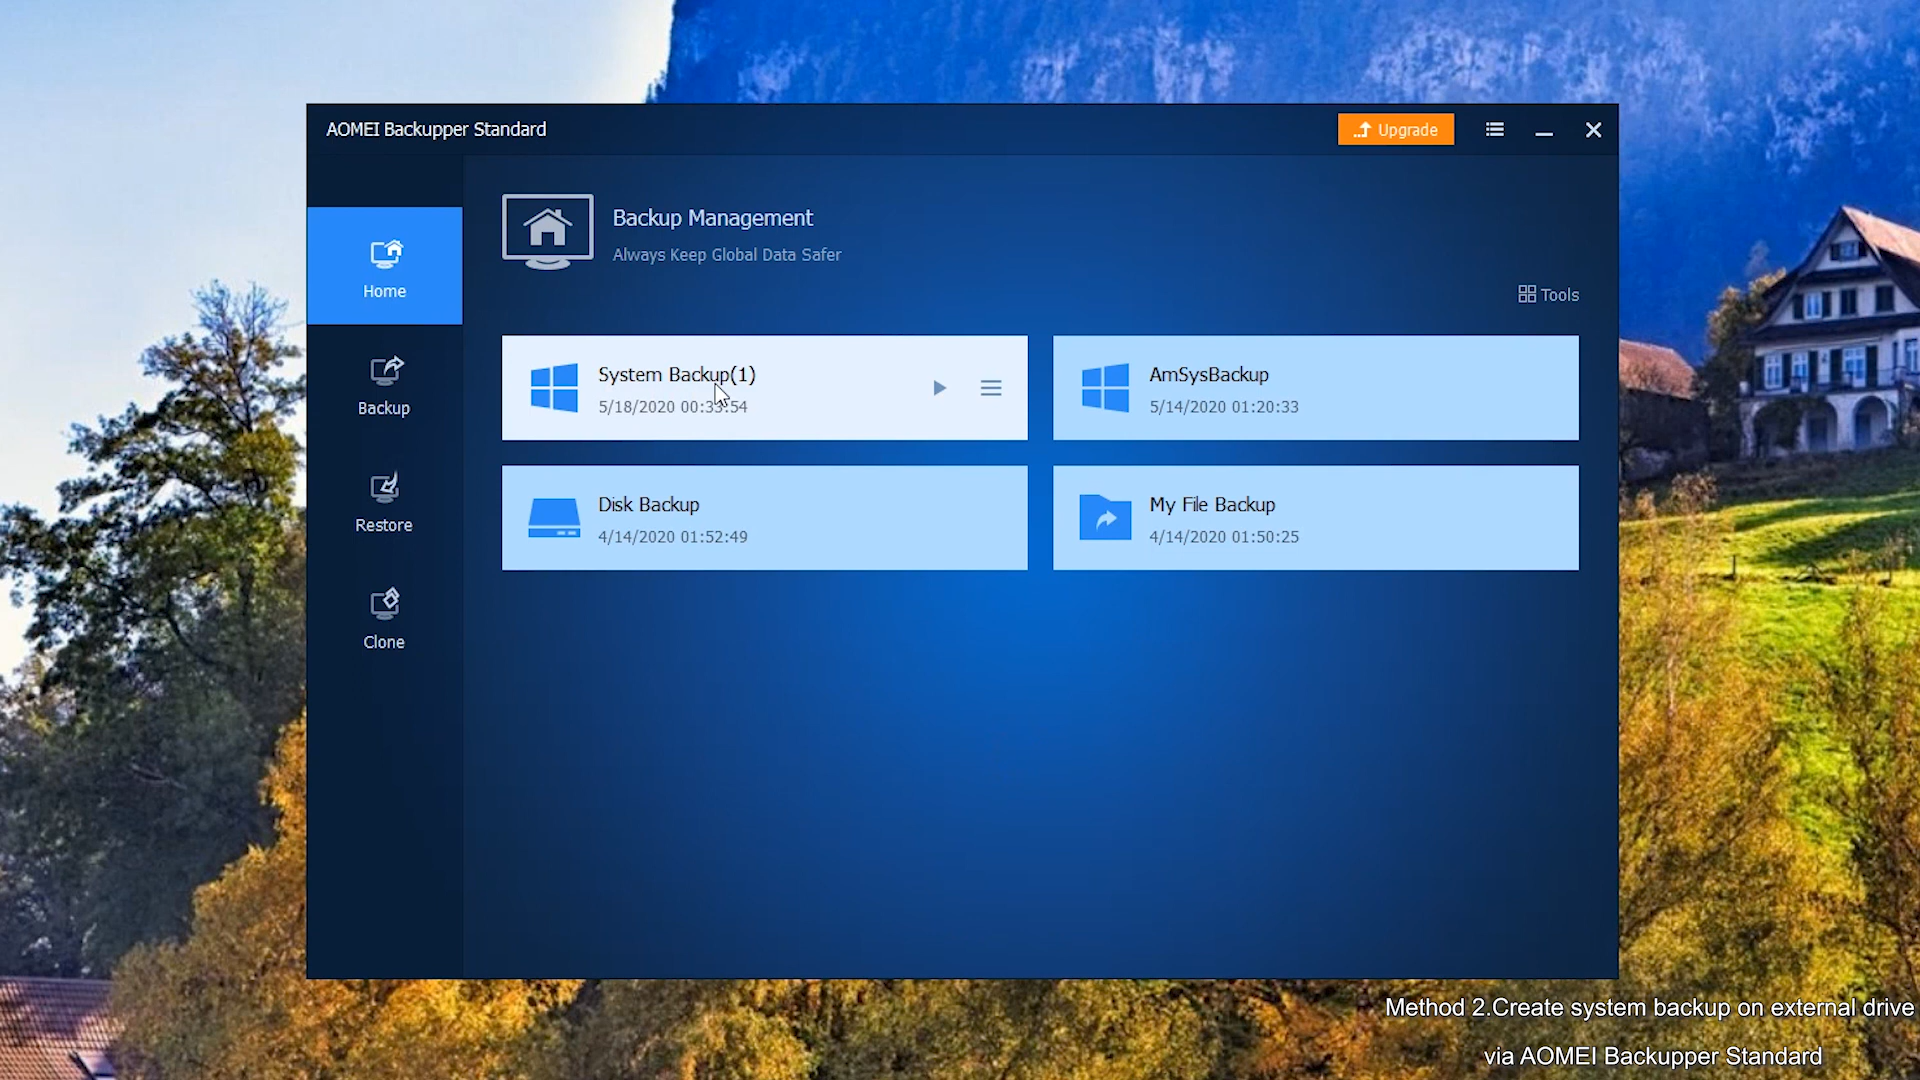 AOMEI Backupper Standard
Upgrade
Home
Backup
Restore
Clone
Backup Management
Always Keep Global Data Safer
Tools
System Backup(1)
5/18/2020 00:33:54
AmSysBackup
5/14/2020 01:20:33
Disk Backup
4/14/2020 01:52:49
My File Backup
4/14/2020 01:50:25
Method 2.Create system backup on external drive
via AOMEI Backupper Standard